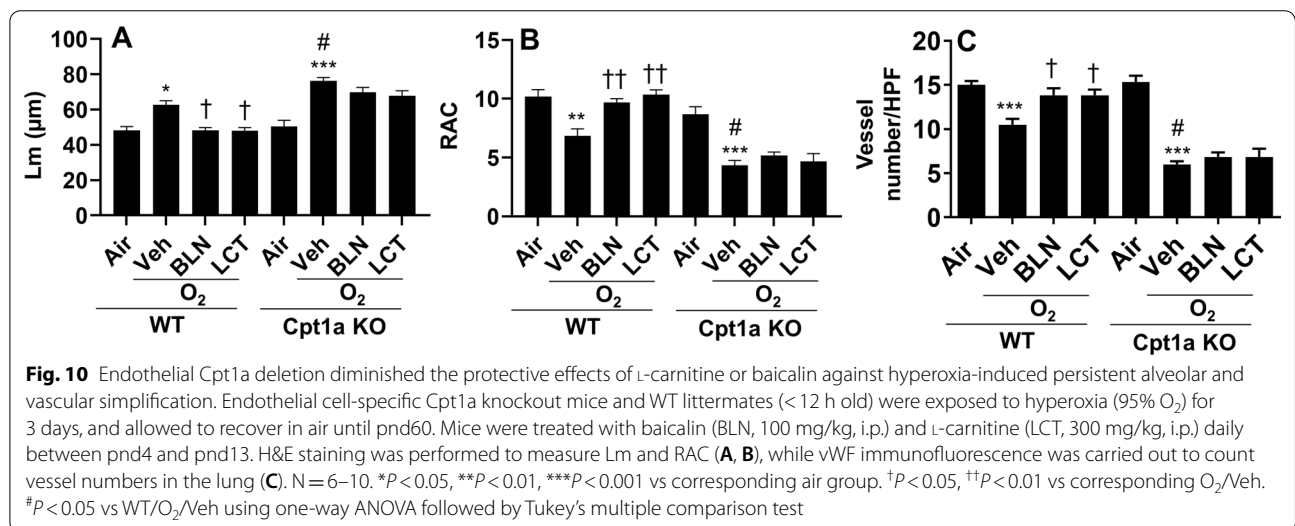 A
100
80
60
40
20
0
Lm (µm)
*
†
†
#
***
Air
Veh
BLN
LCT
Air
Veh
BLN
LCT
O₂
O₂
WT
Cpt1a KO
B
15
10
5
0
RAC
**
††
††
#
***
Air
Veh
BLN
LCT
Air
Veh
BLN
LCT
O₂
O₂
WT
Cpt1a KO
C
20
15
10
5
0
Vessel
number/HPF
***
†
†
#
***
Air
Veh
BLN
LCT
Air
Veh
BLN
LCT
O₂
O₂
WT
Cpt1a KO
Fig. 10 Endothelial Cpt1a deletion diminished the protective effects of L-carnitine or baicalin against hyperoxia-induced persistent alveolar and
vascular simplification. Endothelial cell-specific Cpt1a knockout mice and WT littermates (< 12 h old) were exposed to hyperoxia (95% O₂) for
3 days, and allowed to recover in air until pnd60. Mice were treated with baicalin (BLN, 100 mg/kg, i.p.) and L-carnitine (LCT, 300 mg/kg, i.p.) daily
between pnd4 and pnd13. H&E staining was performed to measure Lm and RAC (A, B), while vWF immunofluorescence was carried out to count
vessel numbers in the lung (C). N = 6–10. *P < 0.05, **P < 0.01, ***P < 0.001 vs corresponding air group. †P < 0.05, ††P < 0.01 vs corresponding O₂/Veh.
#P < 0.05 vs WT/O₂/Veh using one-way ANOVA followed by Tukey's multiple comparison test